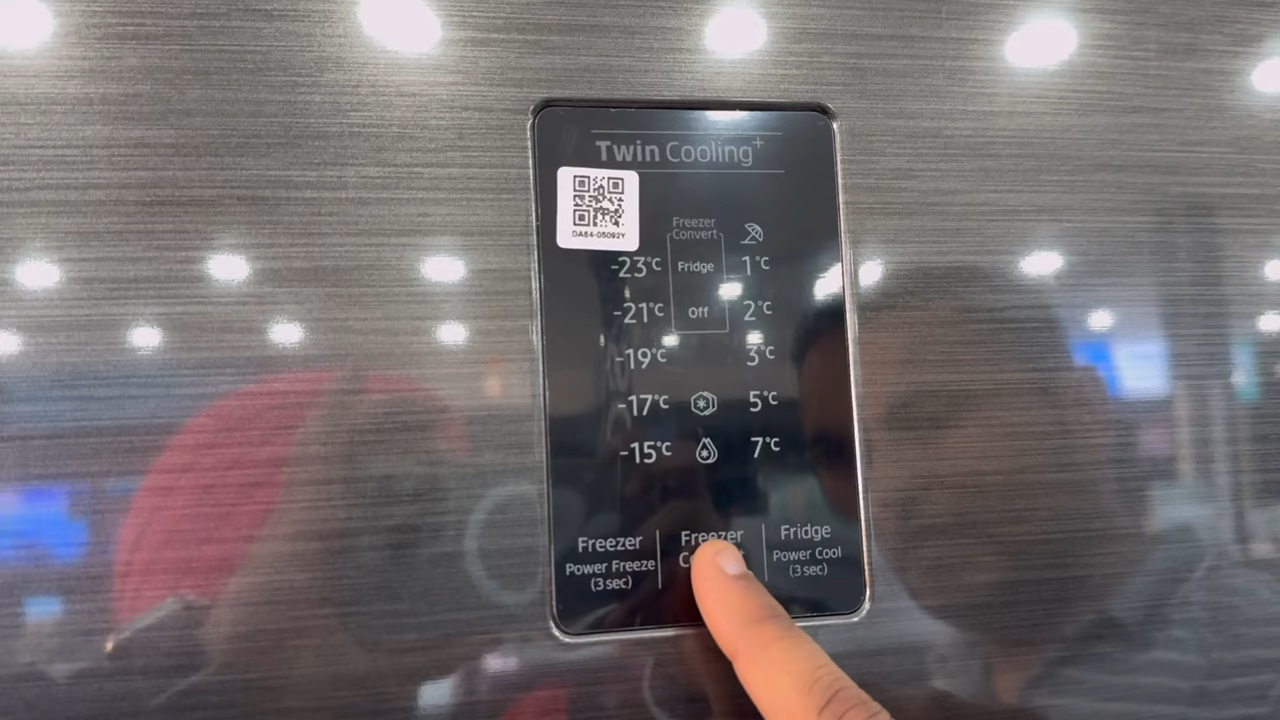 Twin Cooling+
DA64-05092Y
Freezer
Convert
-23°C Fridge 1°C
-21°C Off 2°C
-19°C 3°C
-17°C 5°C
-15°C 7°C
Freezer
Power Freeze
(3 sec)
Freezer
Fridge
Power Cool
(3 sec)